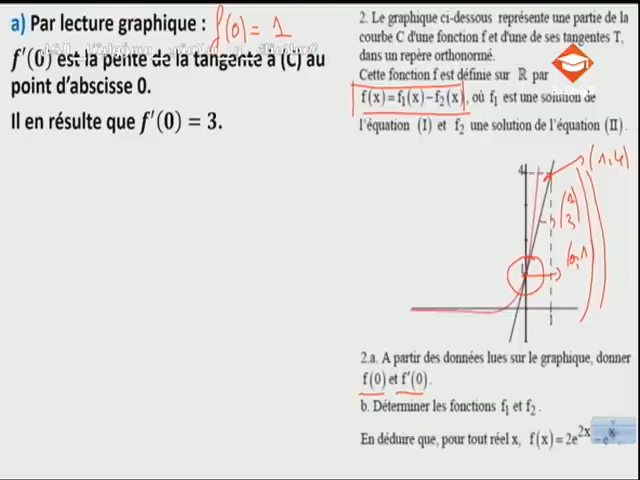 a) Par lecture graphique : f(0) = 1
f′(0) est la pente de la tangente à (C) au
point d'abscisse 0.
Il en résulte que f′(0) = 3.
2. Le graphique ci-dessous représente une partie de la
courbe C d'une fonction f et d'une de ses tangentes T,
dans un repère orthonormé.
Cette fonction f est définie sur ℝ par
f(x)=f₁(x)−f₂(x), où f₁ est une solution de
l'équation (I) et f₂ une solution de l'équation (II).
(1,4)
4
(1
3)
(0,1
1
2.a. A partir des données lues sur le graphique, donner
f(0) et f′(0).
b. Déterminer les fonctions f₁ et f₂.
En déduire que, pour tout réel x, f(x)=2e²ˣ−eˣ